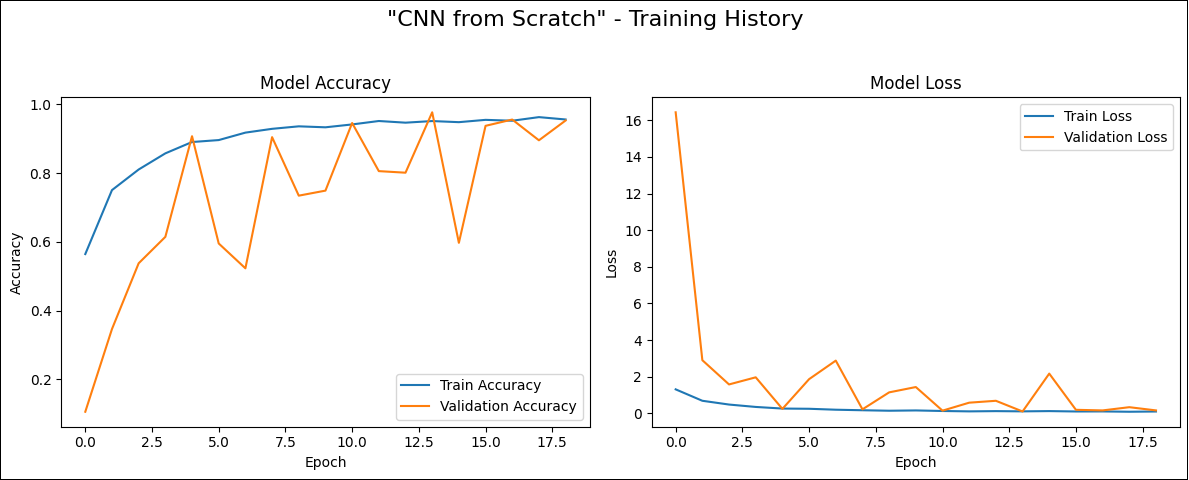 "CNN from Scratch" - Training History
Model Accuracy
1.0
0.8
0.6
0.4
0.2
Accuracy
Train Accuracy
Validation Accuracy
0.0 2.5 5.0 7.5 10.0 12.5 15.0 17.5
Epoch
Model Loss
16
14
12
10
8
6
4
2
0
Loss
Train Loss
Validation Loss
0.0 2.5 5.0 7.5 10.0 12.5 15.0 17.5
Epoch